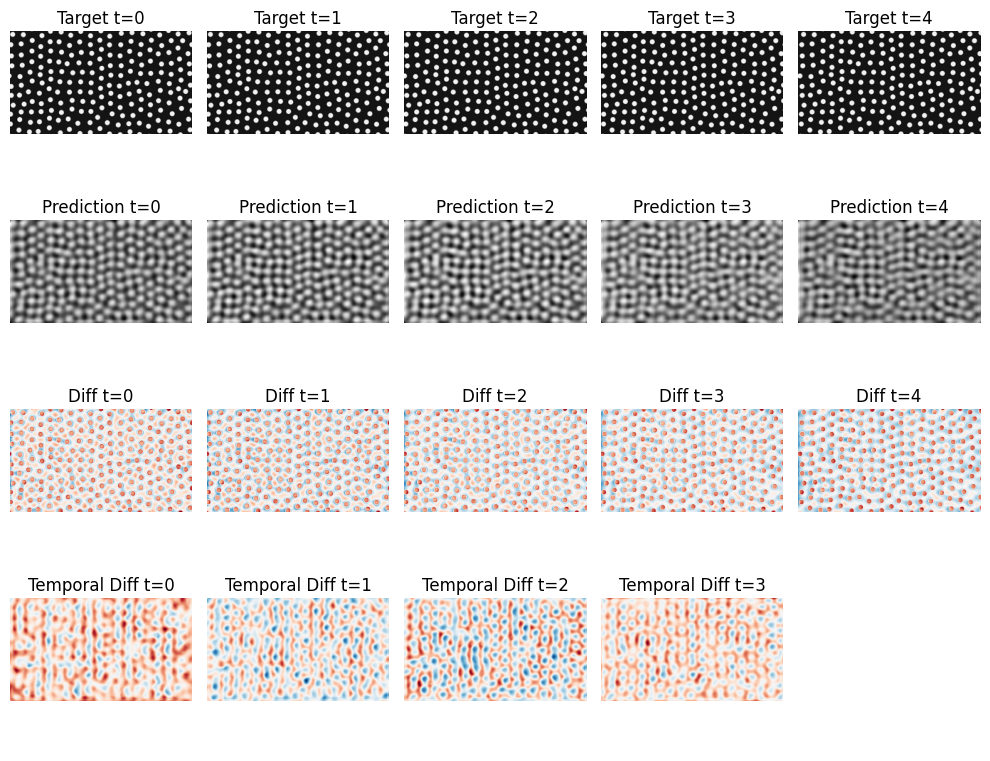 Target t=0 Target t=1 Target t=2 Target t=3 Target t=4
Prediction t=0 Prediction t=1 Prediction t=2 Prediction t=3 Prediction t=4
Diff t=0 Diff t=1 Diff t=2 Diff t=3 Diff t=4
Temporal Diff t=0 Temporal Diff t=1 Temporal Diff t=2 Temporal Diff t=3